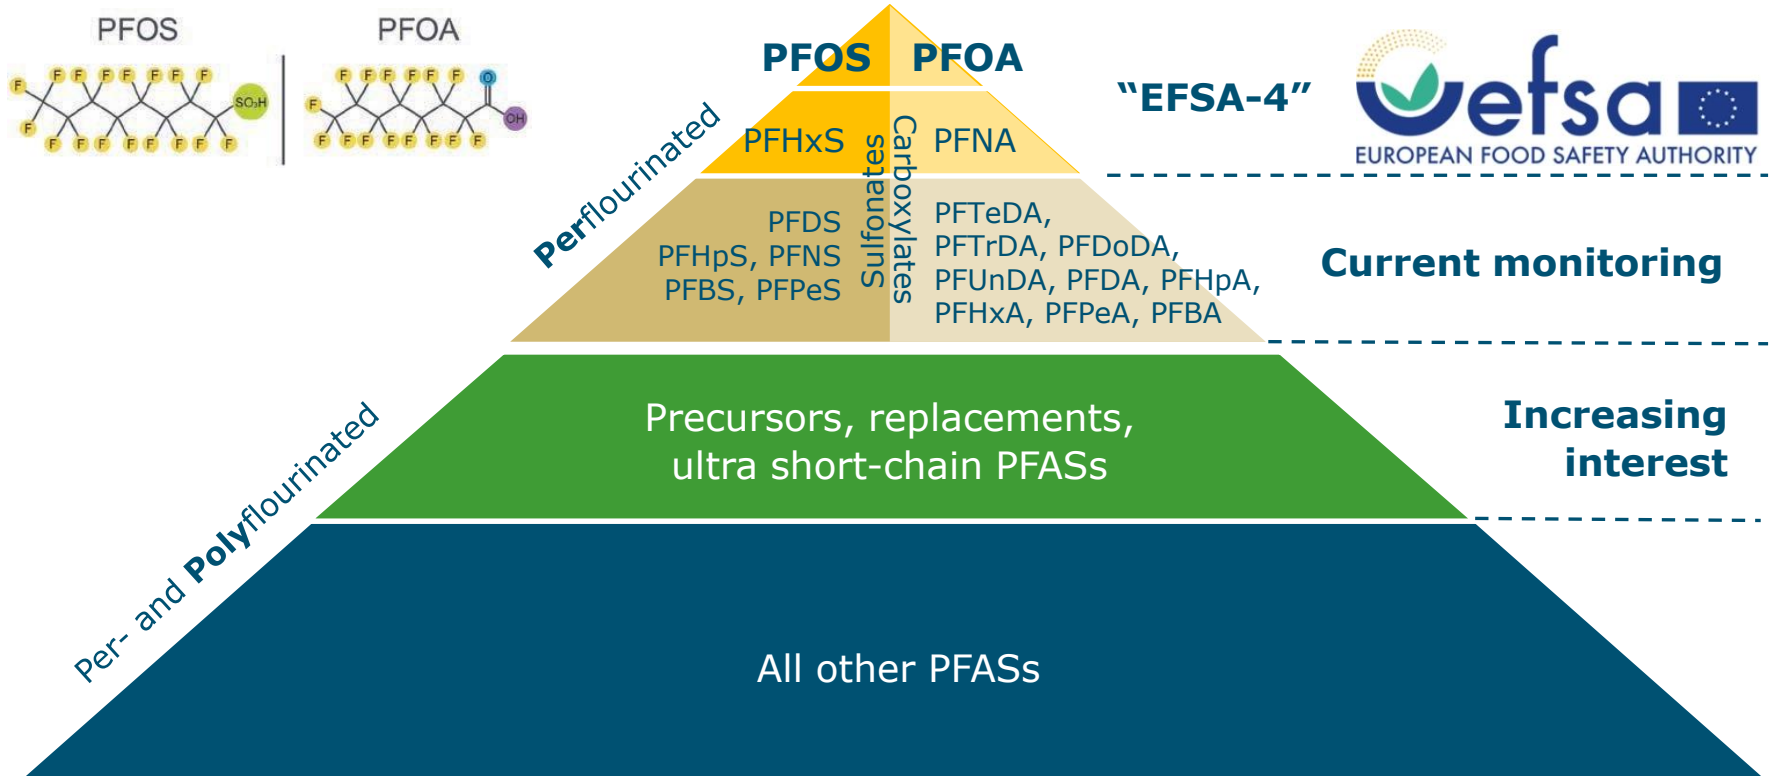 PFOS
PFOA
F F F F F F F
F
F
F F F F F F F F
SO₃H
F F F F F F
F
F F F F F F F F
O
OH
PFOS PFOA
"EFSA-4"
efsa
EUROPEAN FOOD SAFETY AUTHORITY
PFHxS
PFNA
Sulfonates
Carboxylates
Perflourinated
PFDS
PFHpS, PFNS
PFBS, PFPeS
PFTeDA,
PFTrDA, PFDoDA,
PFUnDA, PFDA, PFHpA,
PFHxA, PFPeA, PFBA
Current monitoring
Per- and Polyflourinated
Precursors, replacements,
ultra short-chain PFASs
Increasing
interest
All other PFASs